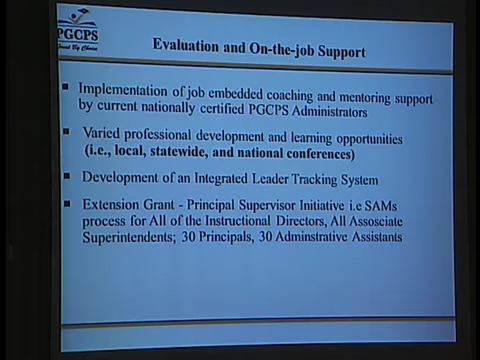 PGCPS
Great By Choice
Evaluation and On-the-job Support
Implementation of job embedded coaching and mentoring support
by current nationally certified PGCPS Administrators
Varied professional development and learning opportunities
(i.e., local, statewide, and national conferences)
Development of an Integrated Leader Tracking System
Extension Grant - Principal Supervisor Initiative i.e SAMs
process for All of the Instructional Directors, All Assosciate
Superintendents; 30 Principals, 30 Adminstrative Assistants